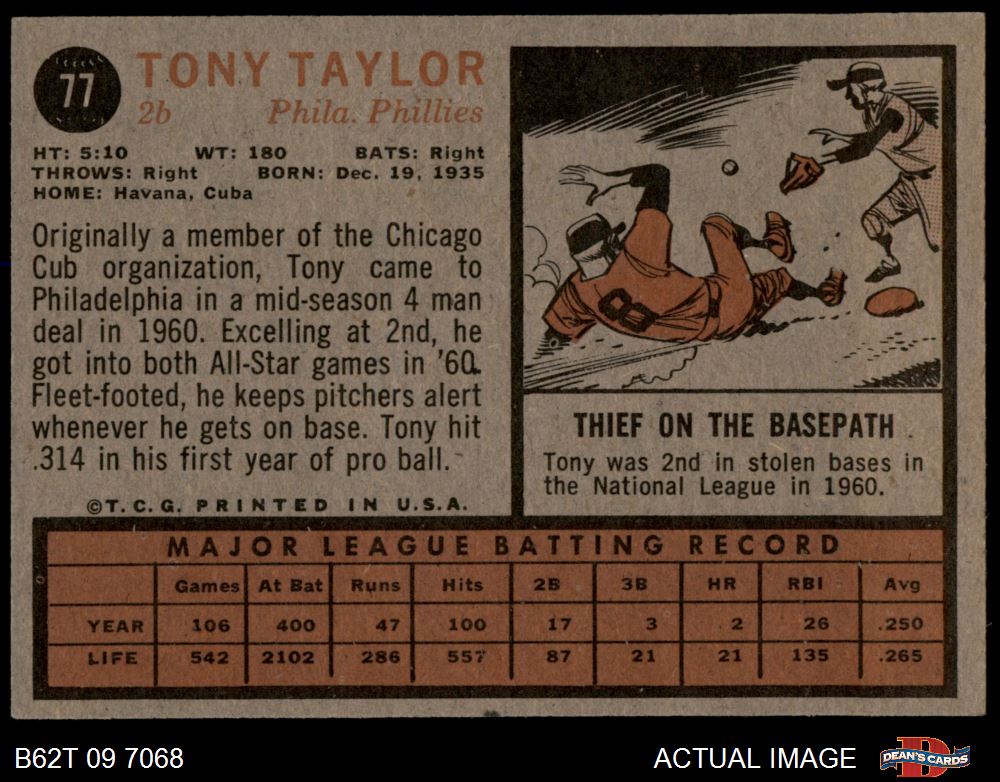 77
TONY TAYLOR
2b Phila. Phillies
HT: 5:10 WT: 180 BATS: Right
THROWS: Right BORN: Dec. 19, 1935
HOME: Havana, Cuba
Originally a member of the Chicago
Cub organization, Tony came to
Philadelphia in a mid-season 4 man
deal in 1960. Excelling at 2nd, he
got into both All-Star games in '60.
Fleet-footed, he keeps pitchers alert
whenever he gets on base. Tony hit
.314 in his first year of pro ball.
©T. C. G. PRINTED IN U.S.A.
8
THIEF ON THE BASEPATH
Tony was 2nd in stolen bases in
the National League in 1960.
MAJOR LEAGUE BATTING RECORD
Games At Bat Runs Hits 2B 3B HR RBI Avg
YEAR 106 400 47 100 17 3 2 26 .250
LIFE 542 2102 286 557 87 21 21 135 .265
B62T 09 7068 ACTUAL IMAGE DEAN'S CARDS